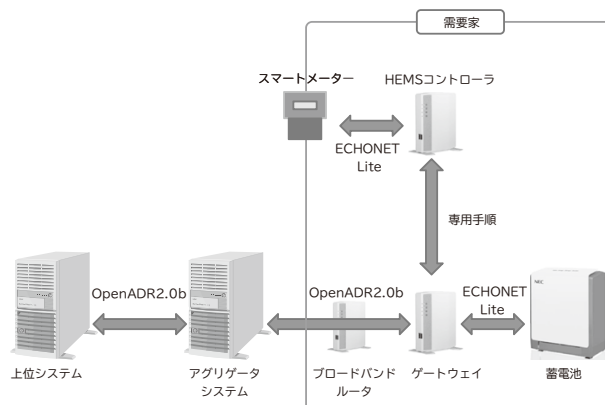 需要家
スマートメーター
HEMSコントローラ
ECHONET
Lite
専用手順
OpenADR2.0b
OpenADR2.0b
ECHONET
Lite
NEC
上位システム
アグリゲータ
システム
ブロードバンド
ルータ
ゲートウェイ
蓄電池